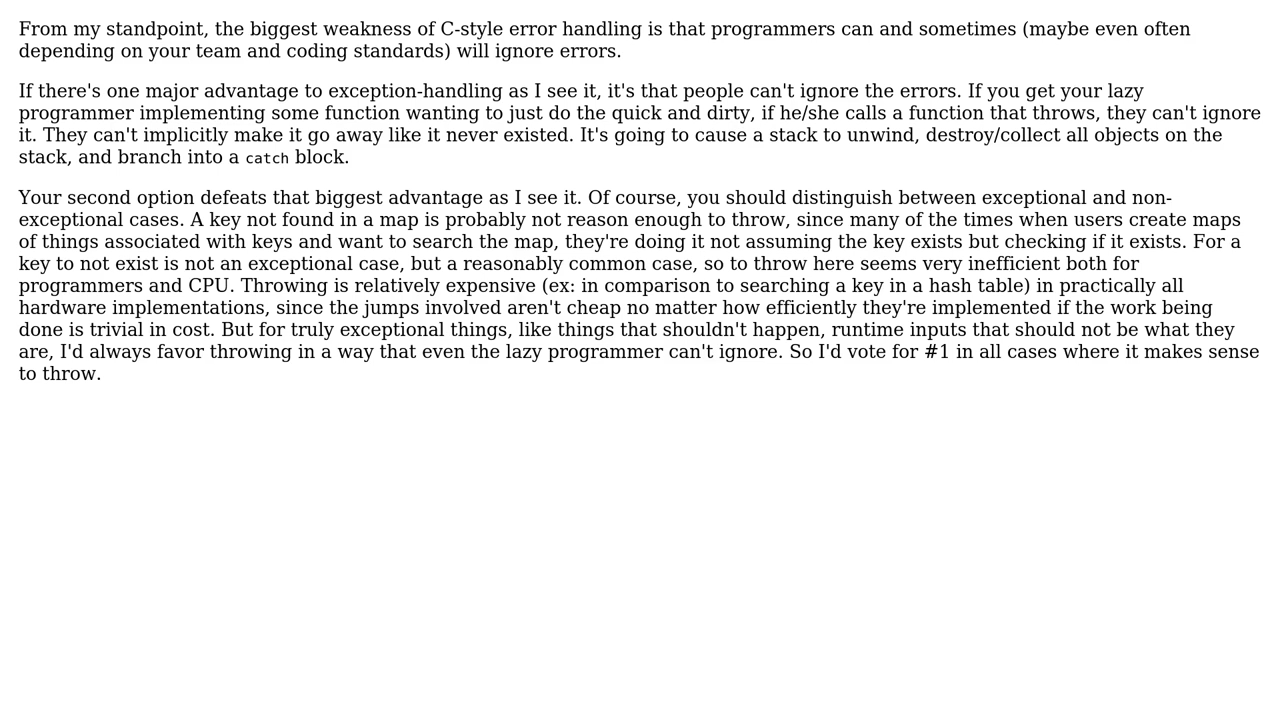 From my standpoint, the biggest weakness of C-style error handling is that programmers can and sometimes (maybe even often
depending on your team and coding standards) will ignore errors.
If there's one major advantage to exception-handling as I see it, it's that people can't ignore the errors. If you get your lazy
programmer implementing some function wanting to just do the quick and dirty, if he/she calls a function that throws, they can't ignore
it. They can't implicitly make it go away like it never existed. It's going to cause a stack to unwind, destroy/collect all objects on the
stack, and branch into a catch block.
Your second option defeats that biggest advantage as I see it. Of course, you should distinguish between exceptional and non-
exceptional cases. A key not found in a map is probably not reason enough to throw, since many of the times when users create maps
of things associated with keys and want to search the map, they're doing it not assuming the key exists but checking if it exists. For a
key to not exist is not an exceptional case, but a reasonably common case, so to throw here seems very inefficient both for
programmers and CPU. Throwing is relatively expensive (ex: in comparison to searching a key in a hash table) in practically all
hardware implementations, since the jumps involved aren't cheap no matter how efficiently they're implemented if the work being
done is trivial in cost. But for truly exceptional things, like things that shouldn't happen, runtime inputs that should not be what they
are, I'd always favor throwing in a way that even the lazy programmer can't ignore. So I'd vote for #1 in all cases where it makes sense
to throw.